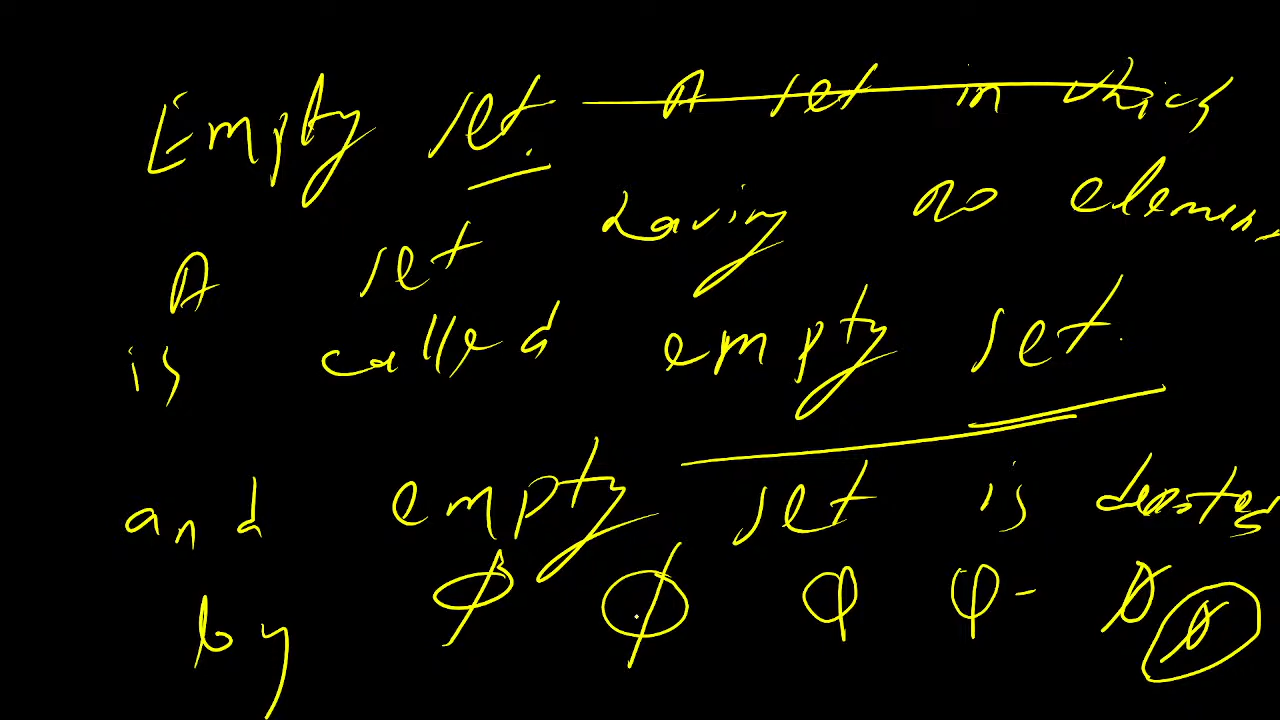 Empty set. A set in which
A set having no element
is called empty set.
and empty set is denoted
by ϕ ϕ φ φ - ϕ ϕ